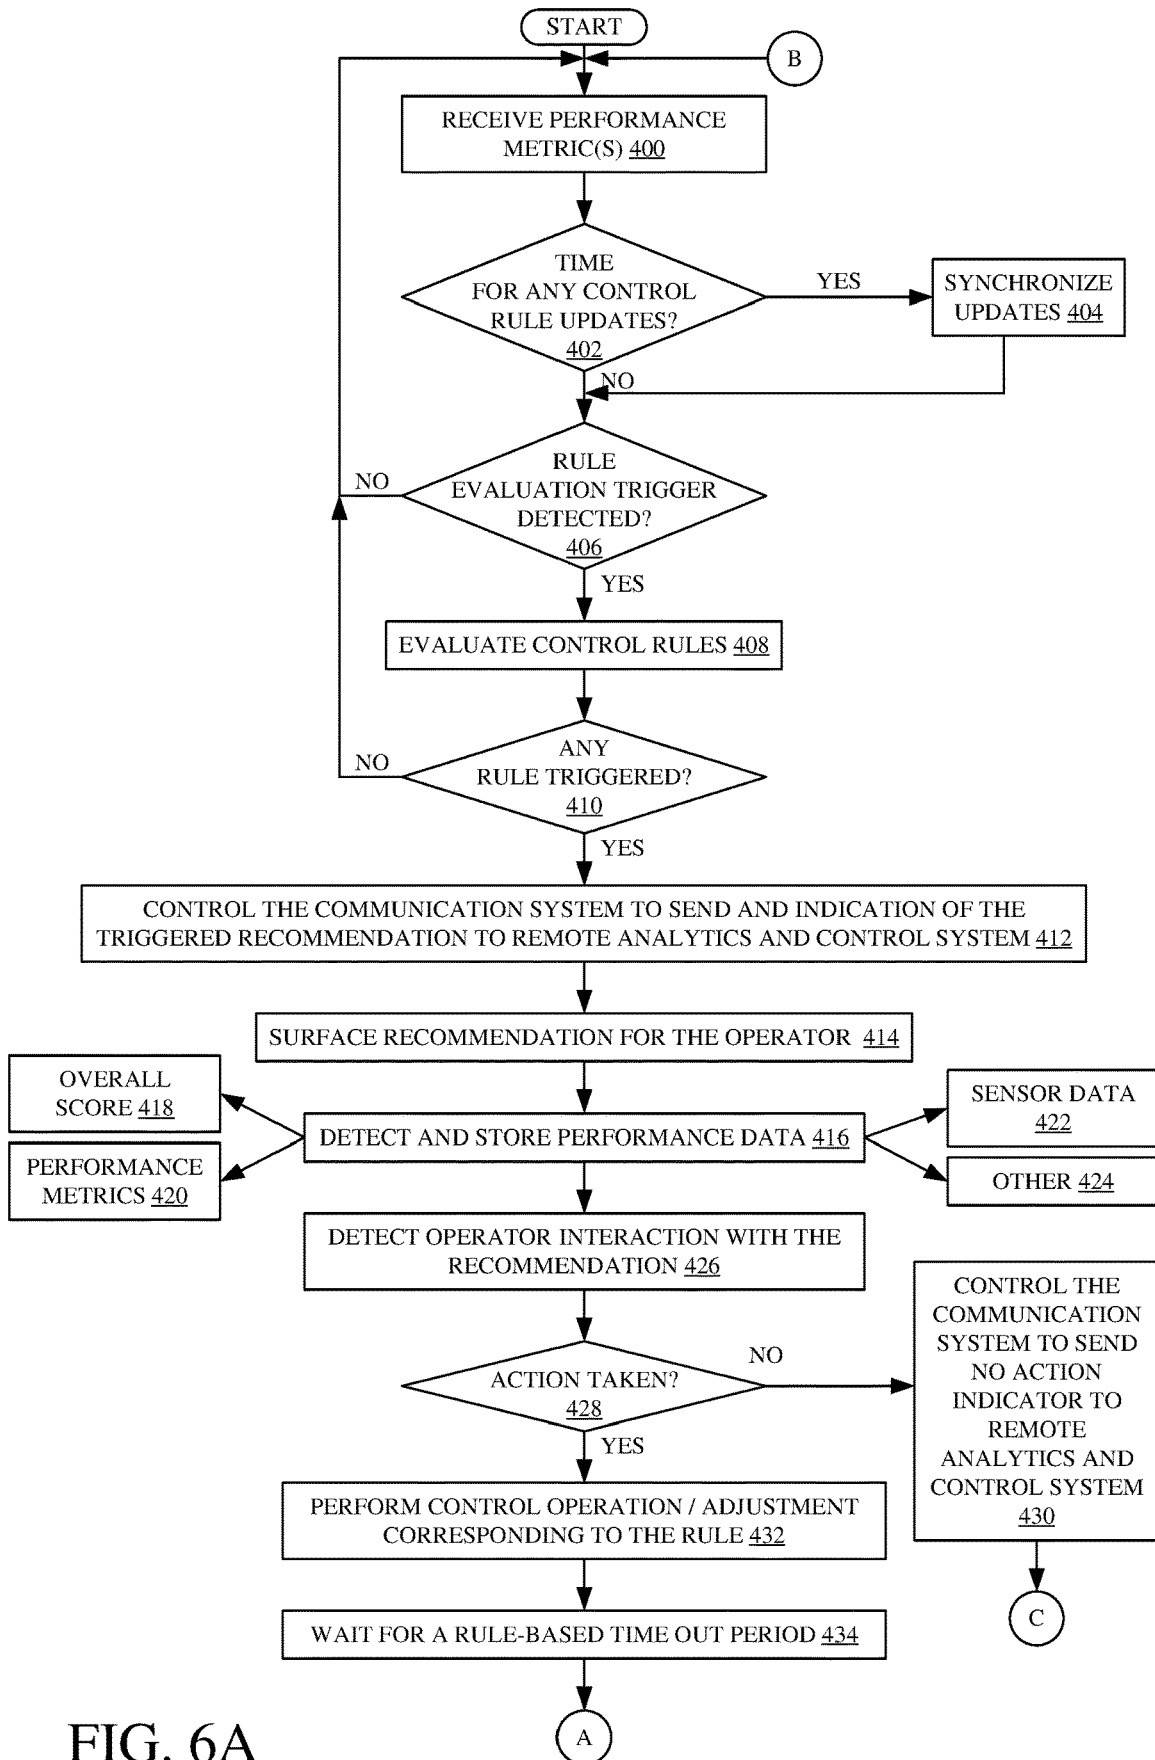 START
B
RECEIVE PERFORMANCE
METRIC(S) 400
TIME
FOR ANY CONTROL
RULE UPDATES?
402
YES
SYNCHRONIZE
UPDATES 404
NO
RULE
EVALUATION TRIGGER
DETECTED?
406
NO
YES
EVALUATE CONTROL RULES 408
ANY
RULE TRIGGERED?
410
NO
YES
CONTROL THE COMMUNICATION SYSTEM TO SEND AND INDICATION OF THE
TRIGGERED RECOMMENDATION TO REMOTE ANALYTICS AND CONTROL SYSTEM 412
SURFACE RECOMMENDATION FOR THE OPERATOR 414
OVERALL
SCORE 418
PERFORMANCE
METRICS 420
DETECT AND STORE PERFORMANCE DATA 416
SENSOR DATA
422
OTHER 424
DETECT OPERATOR INTERACTION WITH THE
RECOMMENDATION 426
ACTION TAKEN?
428
NO
CONTROL THE
COMMUNICATION
SYSTEM TO SEND
NO ACTION
INDICATOR TO
REMOTE
ANALYTICS AND
CONTROL SYSTEM
430
YES
PERFORM CONTROL OPERATION / ADJUSTMENT
CORRESPONDING TO THE RULE 432
C
WAIT FOR A RULE-BASED TIME OUT PERIOD 434
A
FIG. 6A